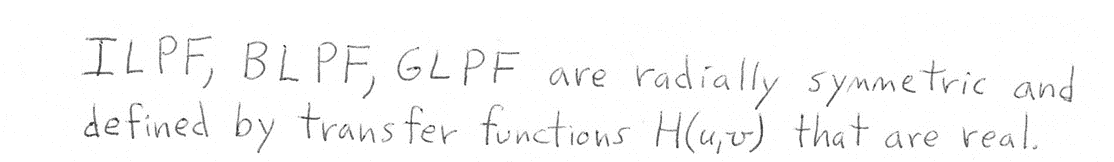 ILPF, BLPF, GLPF are radially symmetric and
defined by transfer functions H(u,v) that are real.